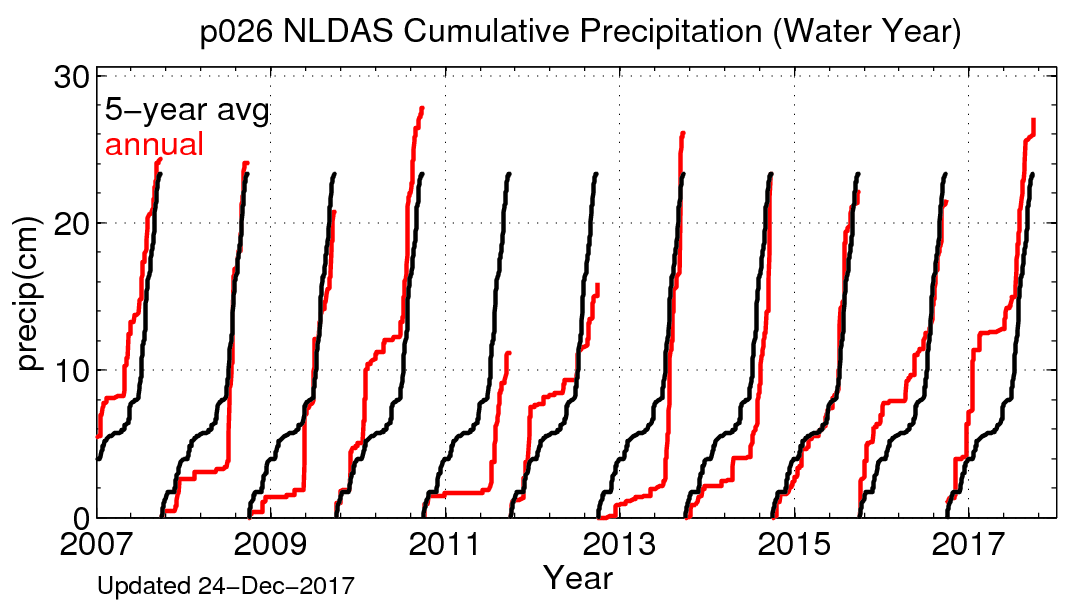 p026 NLDAS Cumulative Precipitation (Water Year)
30
5−year avg
annual
20
precip(cm)
10
0
2007 2009 2011 2013 2015 2017
Year
Updated 24−Dec−2017